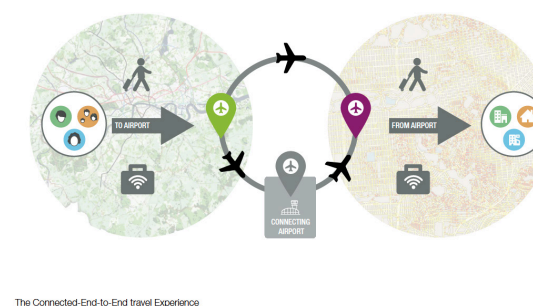 TO AIRPORT
FROM AIRPORT
CONNECTING
AIRPORT
The Connected-End-to-End travel Experience